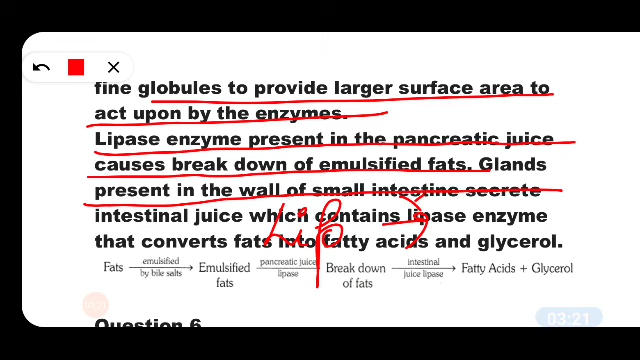 fine globules to provide larger surface area to
act upon by the enzymes.
Lipase enzyme present in the pancreatic juice
causes break down of emulsified fats. Glands
present in the wall of small intestine secrete
intestinal juice which contains lipase enzyme
that converts fats into fatty acids and glycerol.
Fats emulsified by bile salts Emulsified fats pancreatic juice lipase Break down of fats intestinal juice lipase Fatty Acids + Glycerol
03:21
Question 6